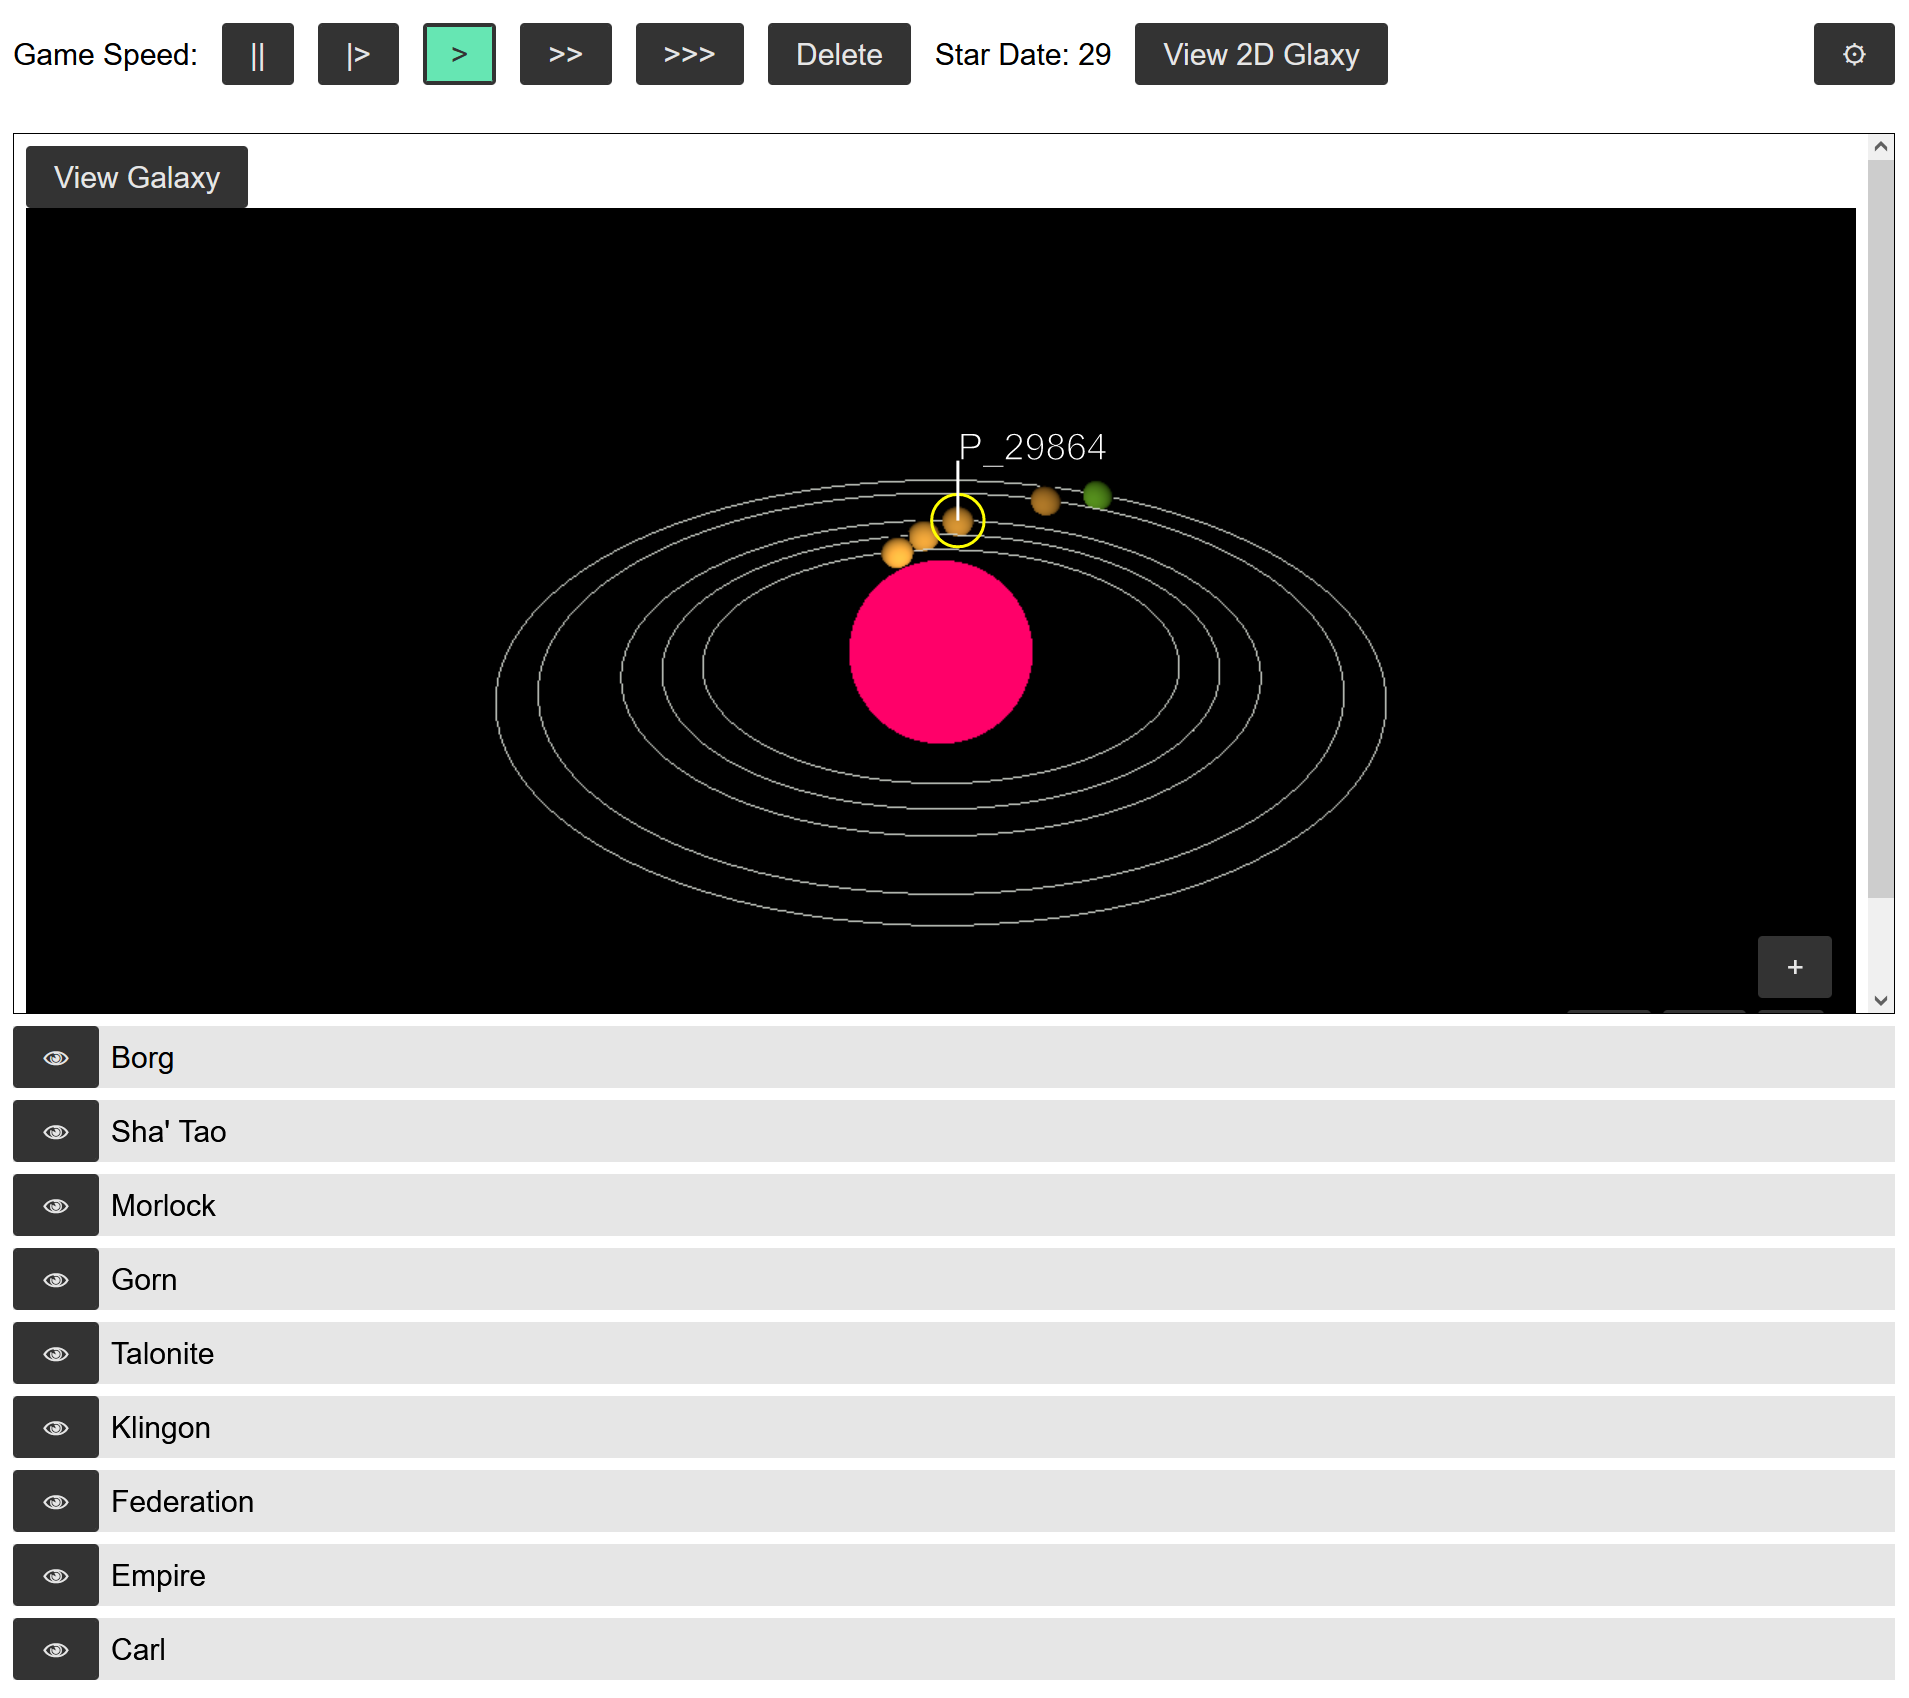 Game Speed: || |> > >> >>> Delete Star Date: 29 View 2D Glaxy
View Galaxy
P_29864
+
Borg
Sha' Tao
Morlock
Gorn
Talonite
Klingon
Federation
Empire
Carl